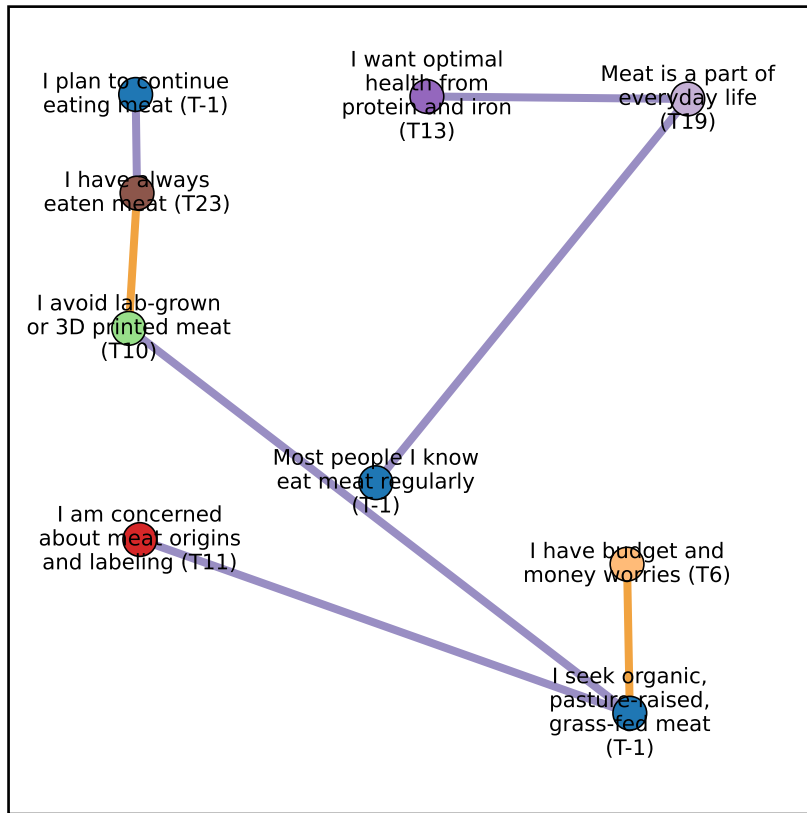 I plan to continue
eating meat (T-1)
I want optimal
health from
protein and iron
(T13)
Meat is a part of
everyday life
(T19)
I have always
eaten meat (T23)
I avoid lab-grown
or 3D printed meat
(T10)
Most people I know
eat meat regularly
(T-1)
I am concerned
about meat origins
and labeling (T11)
I have budget and
money worries (T6)
I seek organic,
pasture-raised,
grass-fed meat
(T-1)